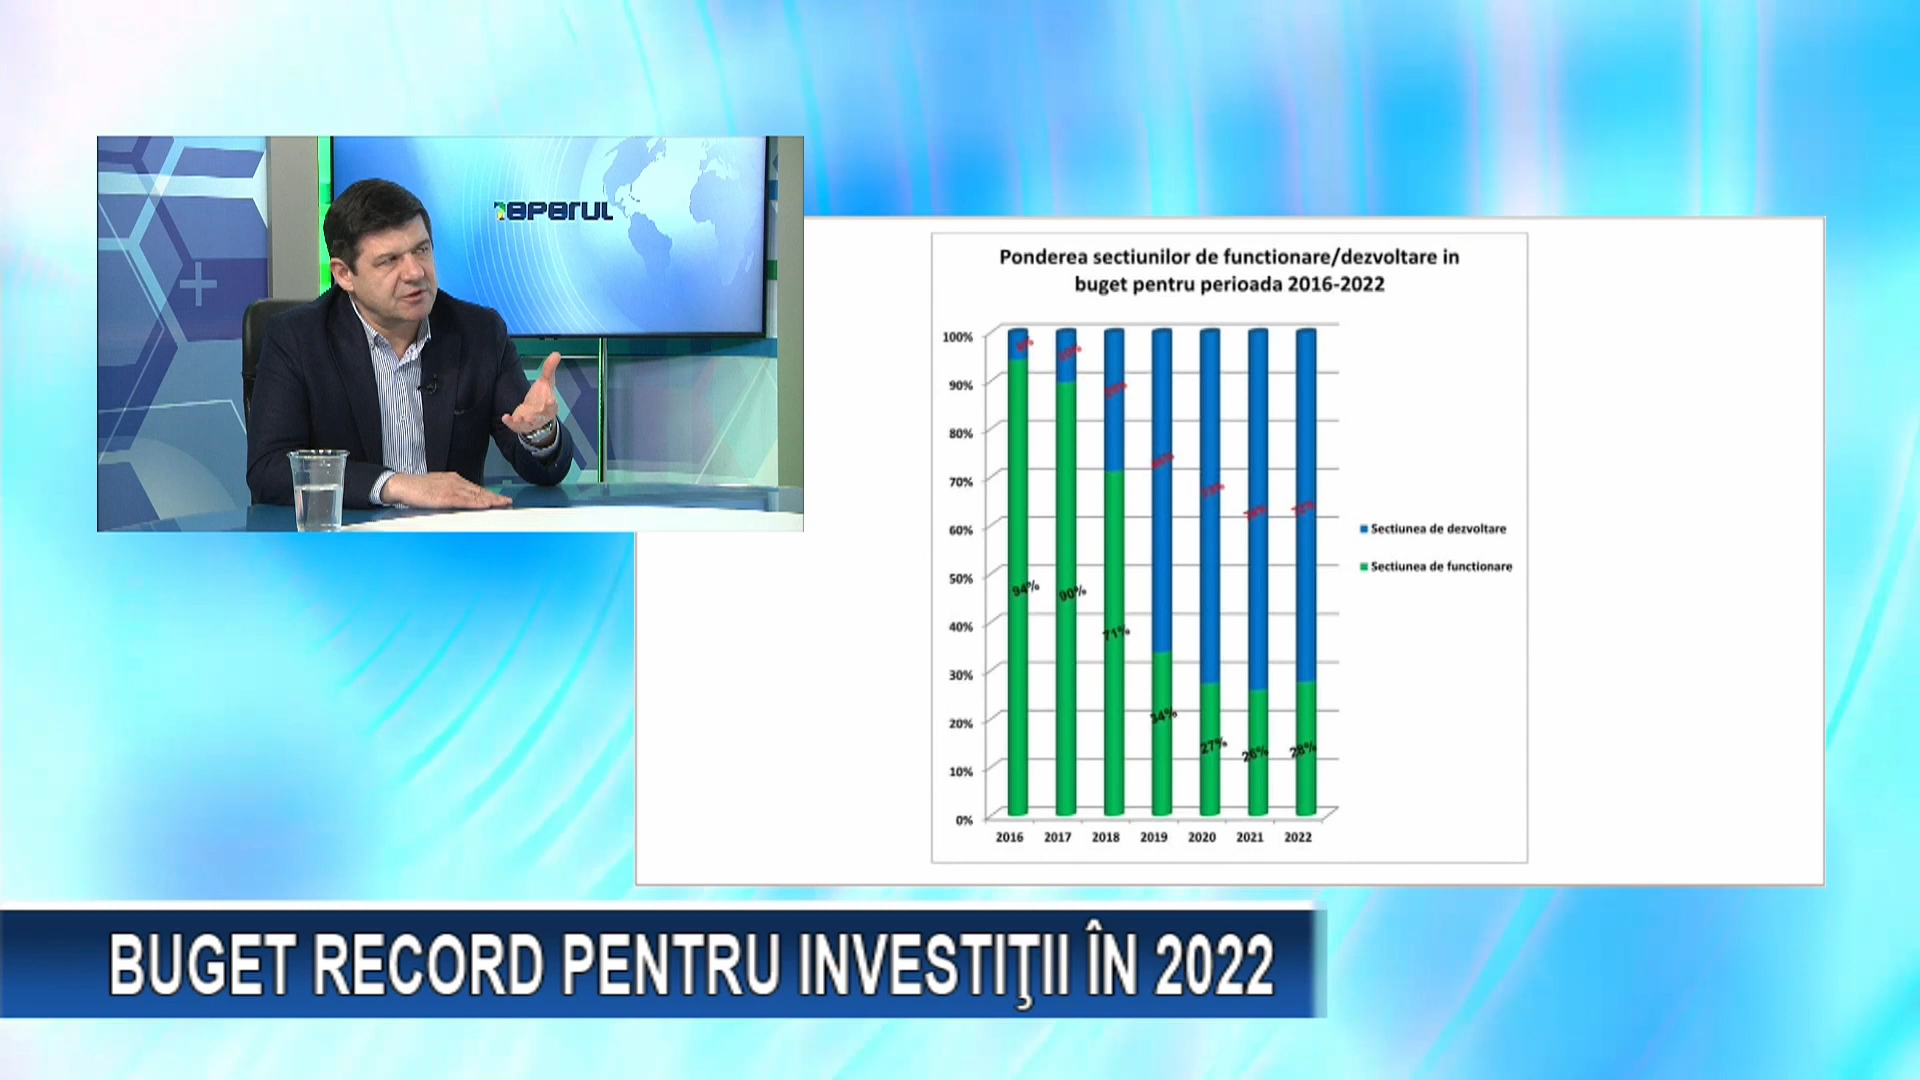 Reperul
Ponderea sectiunilor de functionare/dezvoltare in
buget pentru perioada 2016-2022
100%
90%
80%
70%
60%
50%
40%
30%
20%
10%
0%
94%
90%
71%
34%
27%
26%
28%
2016 2017 2018 2019 2020 2021 2022
Sectiunea de dezvoltare
Sectiunea de functionare
BUGET RECORD PENTRU INVESTIŢII ÎN 2022